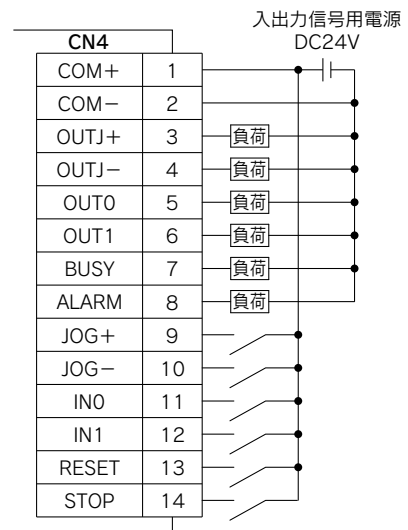 入出力信号用電源
DC24V
CN4
COM+ 1
COM− 2
OUTJ+ 3 負荷
OUTJ− 4 負荷
OUT0 5 負荷
OUT1 6 負荷
BUSY 7 負荷
ALARM 8 負荷
JOG+ 9
JOG− 10
IN0 11
IN1 12
RESET 13
STOP 14